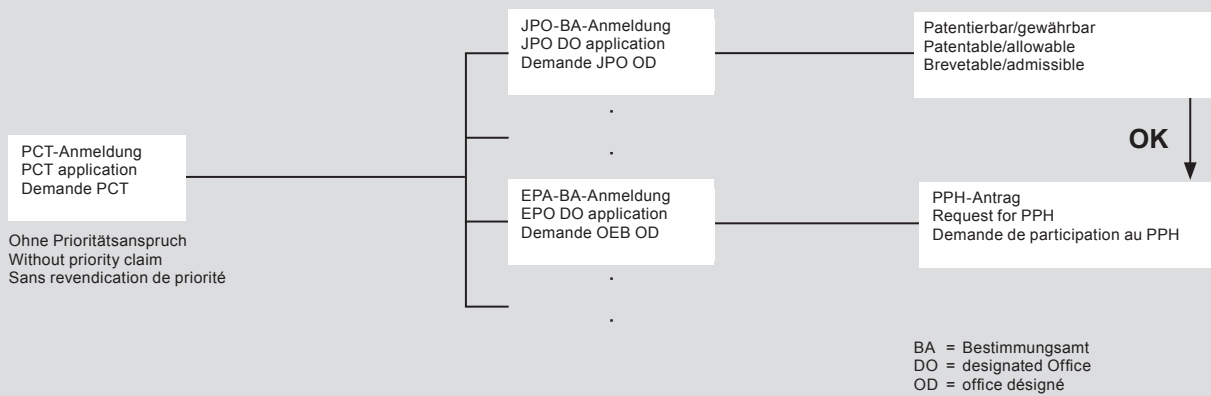 JPO-BA-Anmeldung
JPO DO application
Demande JPO OD
Patentierbar/gewährbar
Patentable/allowable
Brevetable/admissible
OK
PCT-Anmeldung
PCT application
Demande PCT
Ohne Prioritätsanspruch
Without priority claim
Sans revendication de priorité
EPA-BA-Anmeldung
EPO DO application
Demande OEB OD
PPH-Antrag
Request for PPH
Demande de participation au PPH
BA = Bestimmungsamt
DO = designated Office
OD = office désigné